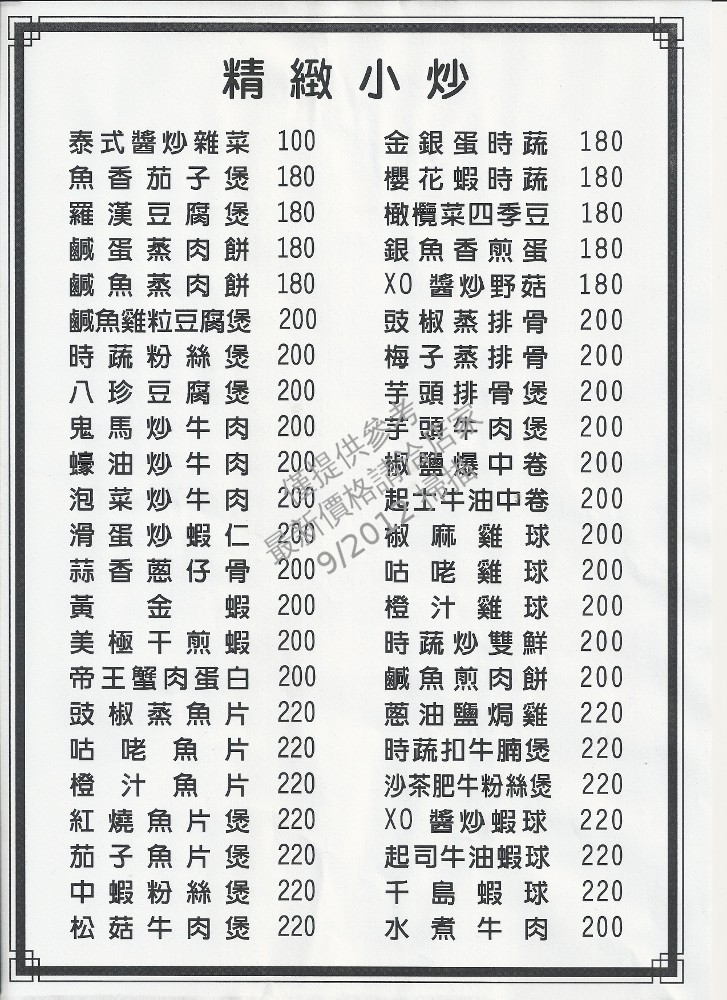 精緻小炒
泰式醬炒雜菜 100
魚香茄子煲 180
羅漢豆腐煲 180
鹹蛋蒸肉餅 180
鹹魚蒸肉餅 180
鹹魚雞粒豆腐煲 200
時蔬粉絲煲 200
八珍豆腐煲 200
鬼馬炒牛肉 200
蠔油炒牛肉 200
泡菜炒牛肉 200
滑蛋炒蝦仁 200
蒜香蔥仔骨 200
黃金蝦 200
美極干煎蝦 200
帝王蟹肉蛋白 200
豉椒蒸魚片 220
咕咾魚片 220
橙汁魚片 220
紅燒魚片煲 220
茄子魚片煲 220
中蝦粉絲煲 220
松菇牛肉煲 220
金銀蛋時蔬 180
櫻花蝦時蔬 180
橄欖菜四季豆 180
銀魚香煎蛋 180
XO醬炒野菇 180
豉椒蒸排骨 200
梅子蒸排骨 200
芋頭排骨煲 200
芋頭牛肉煲 200
椒鹽爆中卷 200
起士牛油中卷 200
椒麻雞球 200
咕咾雞球 200
橙汁雞球 200
時蔬炒雙鮮 200
鹹魚煎肉餅 200
蔥油鹽焗雞 220
時蔬扣牛腩煲 220
沙茶肥牛粉絲煲 220
XO醬炒蝦球 220
起司牛油蝦球 220
千島蝦球 220
水煮牛肉 200
僅提供參考
最新價格請洽店家
9/2012 掃描